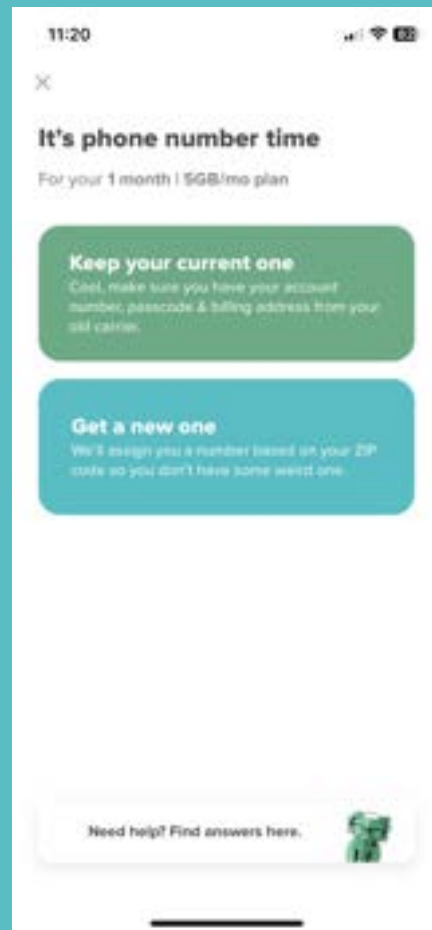 11:20
It's phone number time
For your 1 month | 5GB/mo plan
Keep your current one
Cool, make sure you have your account
number, passcode & billing address from your
old carrier.
Get a new one
We'll assign you a number based on your ZIP
code so you don't have some weird one.
Need help? Find answers here.